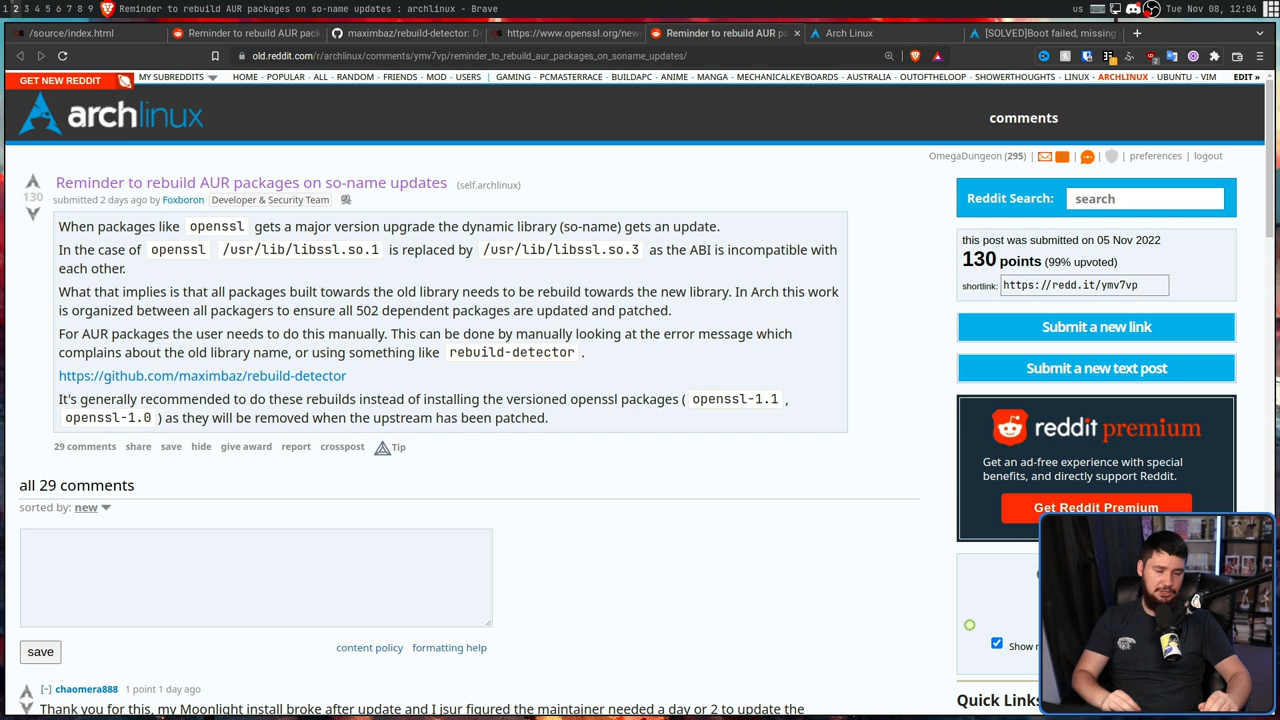 1 2 3 4 5 6 7 8 9 Reminder to rebuild AUR packages on so-name updates : archlinux - Brave
us Tue Nov 08, 12:04
/source/index.html
Reminder to rebuild AUR pack
maximbaz/rebuild-detector: D
https://www.openssl.org/new
Reminder to rebuild AUR pa
Arch Linux
[SOLVED]Boot failed, missing
old.reddit.com/r/archlinux/comments/ymv7vp/reminder_to_rebuild_aur_packages_on_soname_updates/
GET NEW REDDIT
MY SUBREDDITS HOME - POPULAR - ALL - RANDOM - FRIENDS - MOD - USERS | GAMING - PCMASTERRACE - BUILDAPC - ANIME - MANGA - MECHANICALKEYBOARDS - AUSTRALIA - OUTOFTHELOOP - SHOWERTHOUGHTS - LINUX - ARCHLINUX - UBUNTU - VIM EDIT »
archlinux
comments
OmegaDungeon (295) | | | | preferences | logout
Reminder to rebuild AUR packages on so-name updates (self.archlinux)
130
submitted 2 days ago by Foxboron Developer & Security Team
When packages like openssl gets a major version upgrade the dynamic library (so-name) gets an update.
In the case of openssl /usr/lib/libssl.so.1 is replaced by /usr/lib/libssl.so.3 as the ABI is incompatible with
each other.
What that implies is that all packages built towards the old library needs to be rebuild towards the new library. In Arch this work
is organized between all packagers to ensure all 502 dependent packages are updated and patched.
For AUR packages the user needs to do this manually. This can be done by manually looking at the error message which
complains about the old library name, or using something like rebuild-detector .
https://github.com/maximbaz/rebuild-detector
It's generally recommended to do these rebuilds instead of installing the versioned openssl packages ( openssl-1.1 ,
openssl-1.0 ) as they will be removed when the upstream has been patched.
29 comments share save hide give award report crosspost Tip
all 29 comments
sorted by: new
save
content policy formatting help
[-] chaomera888 1 point 1 day ago
Thank you for this, my Moonlight install broke after update and I jsur figured the maintainer needed a day or 2 to update the
Reddit Search: search
this post was submitted on 05 Nov 2022
130 points (99% upvoted)
shortlink: https://redd.it/ymv7vp
Submit a new link
Submit a new text post
reddit premium
Get an ad-free experience with special
benefits, and directly support Reddit.
Get Reddit Premium
Show
Quick Links